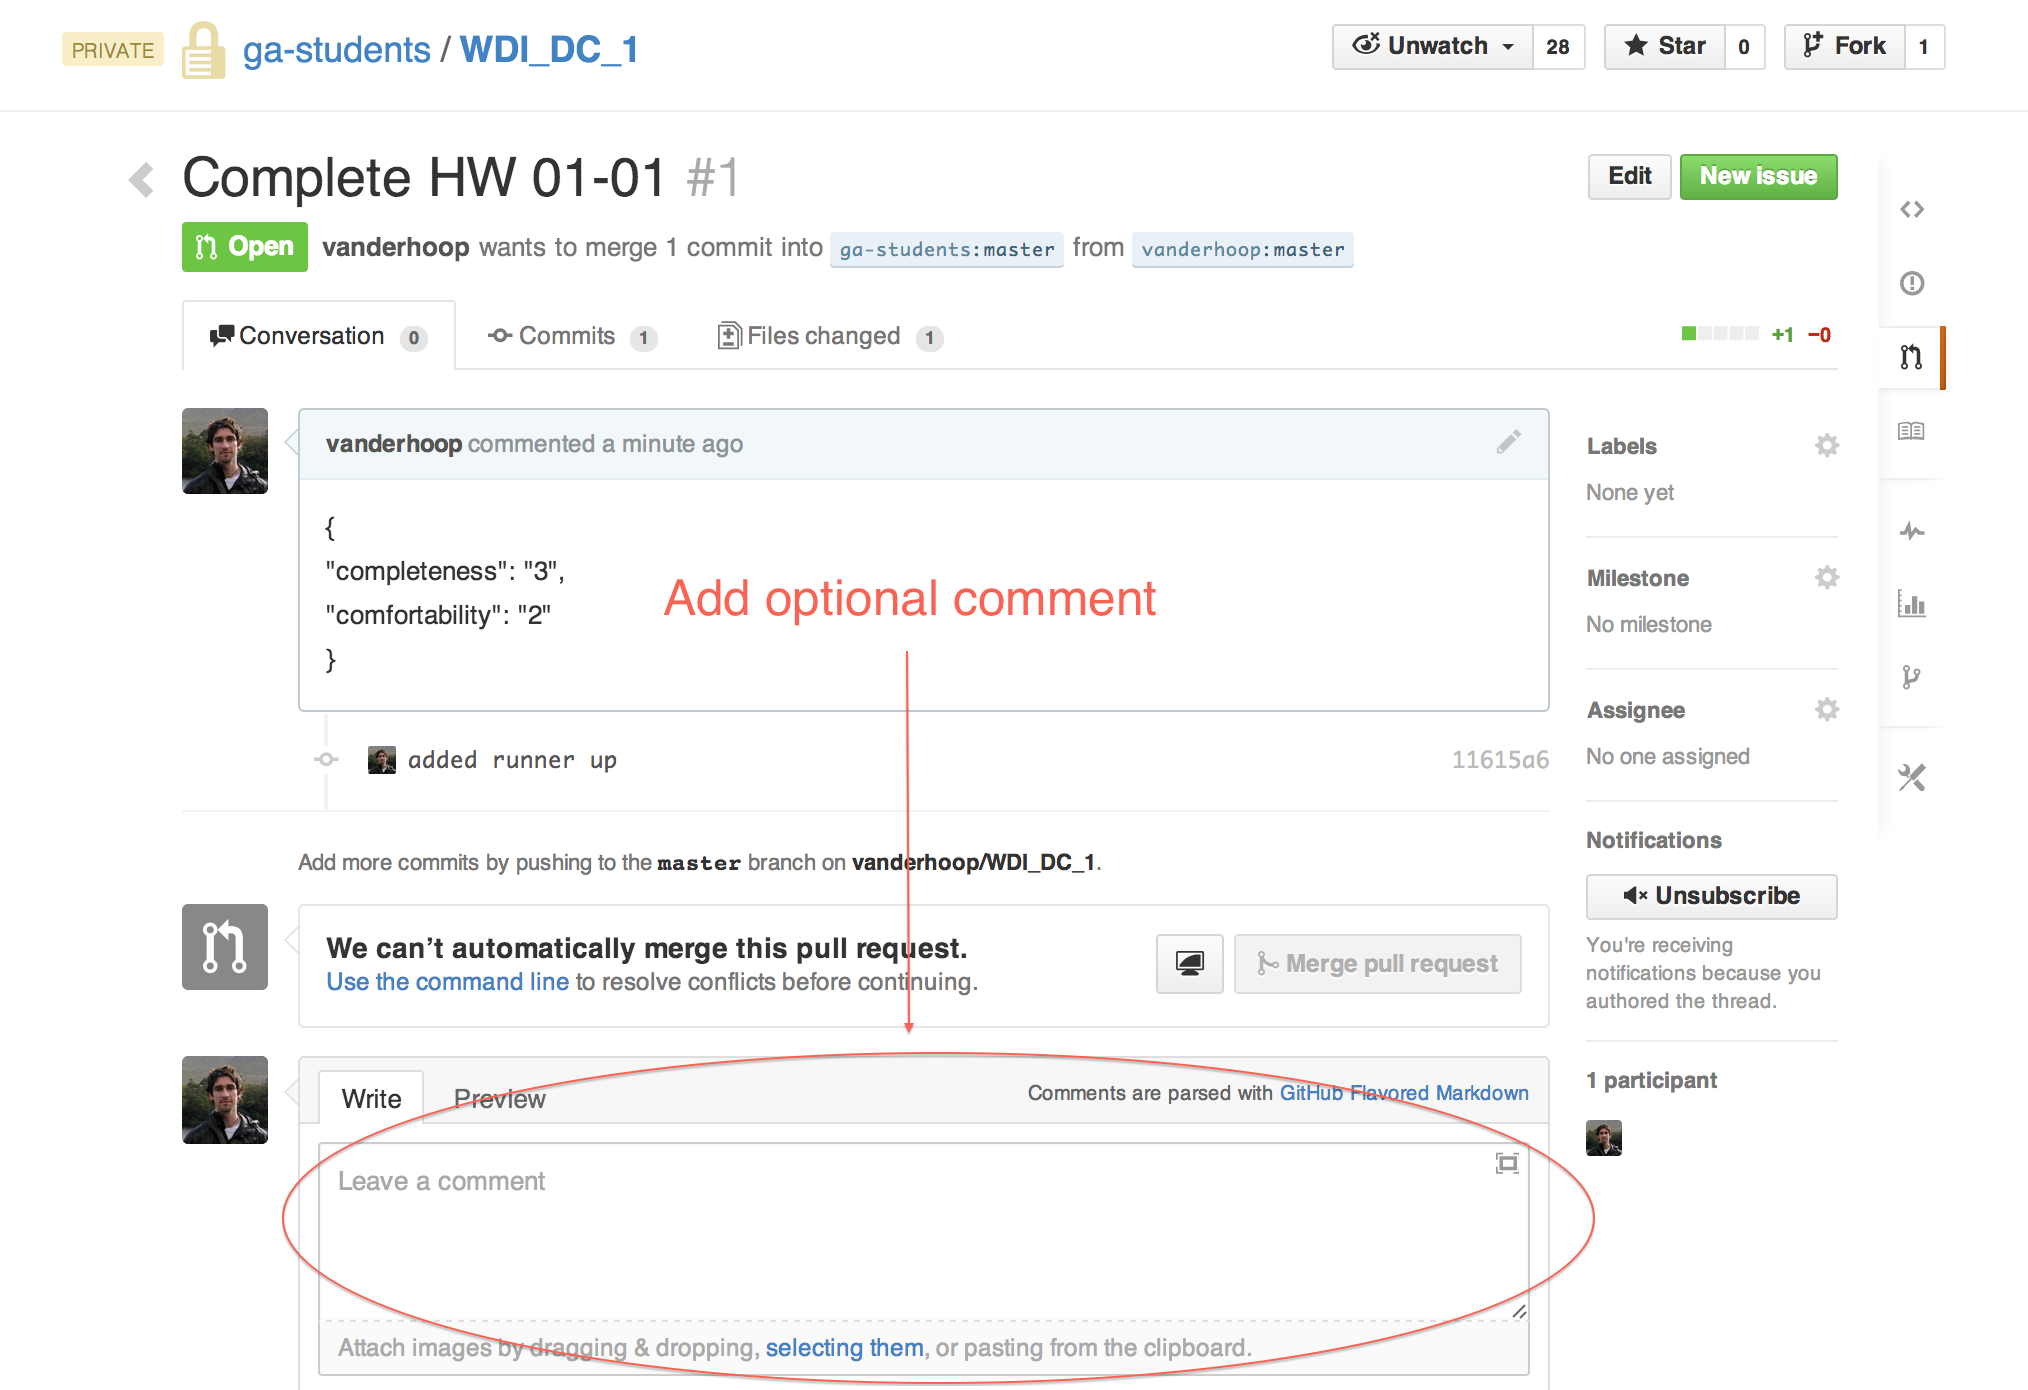 PRIVATE ga-students / WDI_DC_1 Unwatch 28 Star 0 Fork 1
Complete HW 01-01 #1 Edit New issue
Open vanderhoop wants to merge 1 commit into ga-students:master from vanderhoop:master
Conversation 0 Commits 1 Files changed 1 +1 −0
vanderhoop commented a minute ago
{
"completeness": "3",
"comfortability": "2"
}
Add optional comment
added runner up 11615a6
Add more commits by pushing to the master branch on vanderhoop/WDI_DC_1.
We can’t automatically merge this pull request.
Use the command line to resolve conflicts before continuing.
Merge pull request
Write Preview Comments are parsed with GitHub Flavored Markdown
Leave a comment
Attach images by dragging & dropping, selecting them, or pasting from the clipboard.
Labels
None yet
Milestone
No milestone
Assignee
No one assigned
Notifications
Unsubscribe
You're receiving
notifications because you
authored the thread.
1 participant